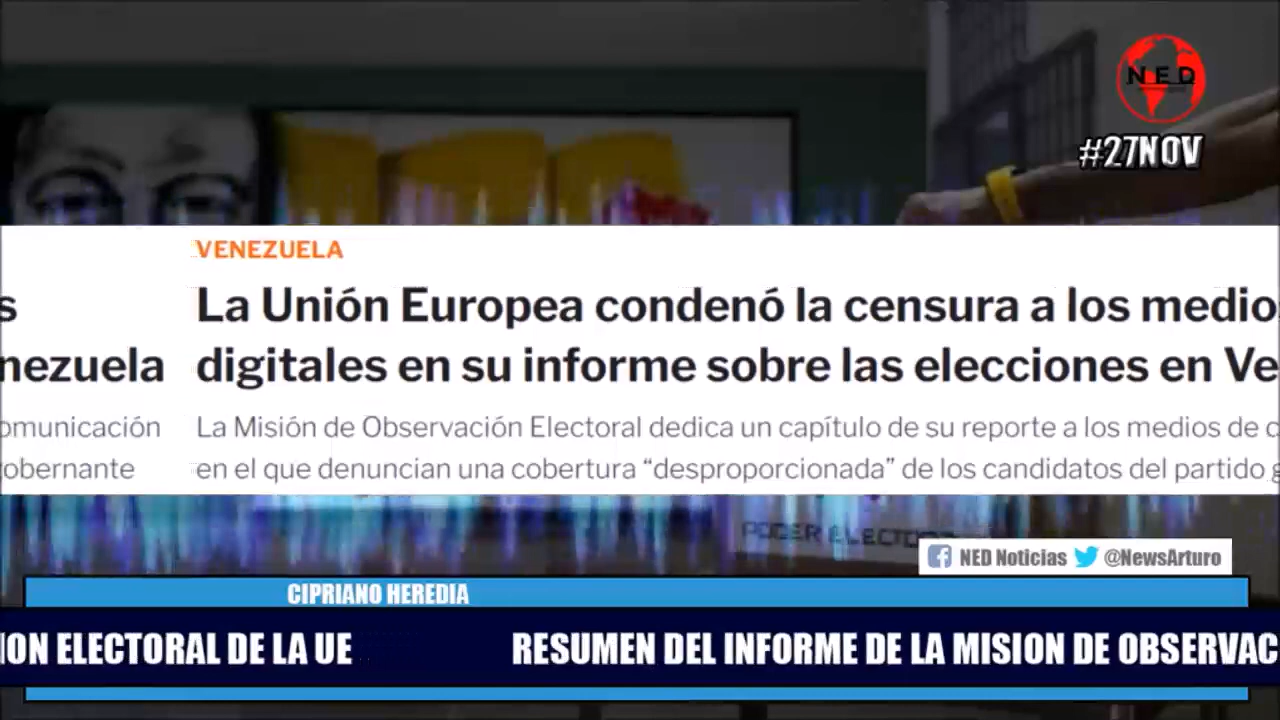 NED
#27NOV
VENEZUELA
s
La Unión Europea condenó la censura a los medio
nezuela
digitales en su informe sobre las elecciones en Ve
omunicación
La Misión de Observación Electoral dedica un capítulo de su reporte a los medios de c
obernante
en el que denuncian una cobertura “desproporcionada” de los candidatos del partido g
PODER ELECTORA
NED Noticias @NewsArturo
CIPRIANO HEREDIA
ION ELECTORAL DE LA UE
RESUMEN DEL INFORME DE LA MISION DE OBSERVAC